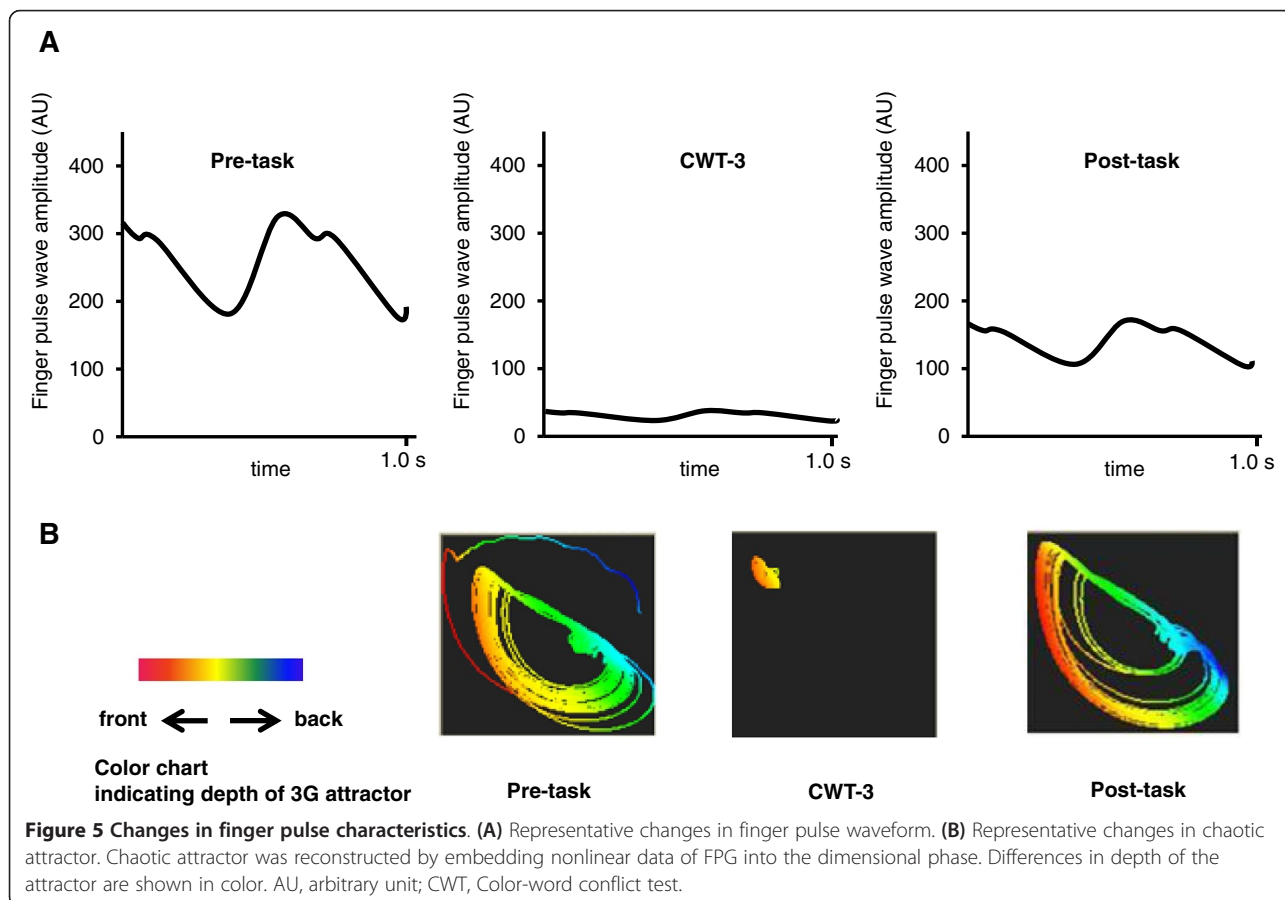 A
Finger pulse wave amplitude (AU)
400
300
200
100
0
Pre-task
time
1.0 s
Finger pulse wave amplitude (AU)
400
300
200
100
0
CWT-3
time
1.0 s
Finger pulse wave amplitude (AU)
400
300
200
100
0
Post-task
time
1.0 s
B
front
back
Color chart
indicating depth of 3G attractor
Pre-task
CWT-3
Post-task
Figure 5 Changes in finger pulse characteristics. (A) Representative changes in finger pulse waveform. (B) Representative changes in chaotic
attractor. Chaotic attractor was reconstructed by embedding nonlinear data of FPG into the dimensional phase. Differences in depth of the
attractor are shown in color. AU, arbitrary unit; CWT, Color-word conflict test.